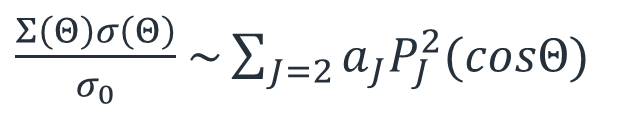 Σ(Θ)σ(Θ)/σ₀ ~ ∑_{J=2} a_J P_J^2(cosΘ)